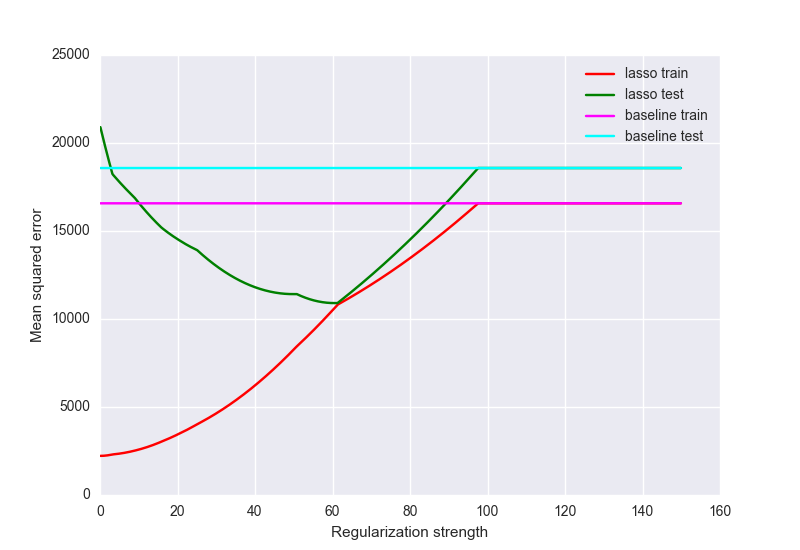 25000
20000
15000
10000
5000
0
Mean squared error
0 20 40 60 80 100 120 140 160
Regularization strength
lasso train
lasso test
baseline train
baseline test